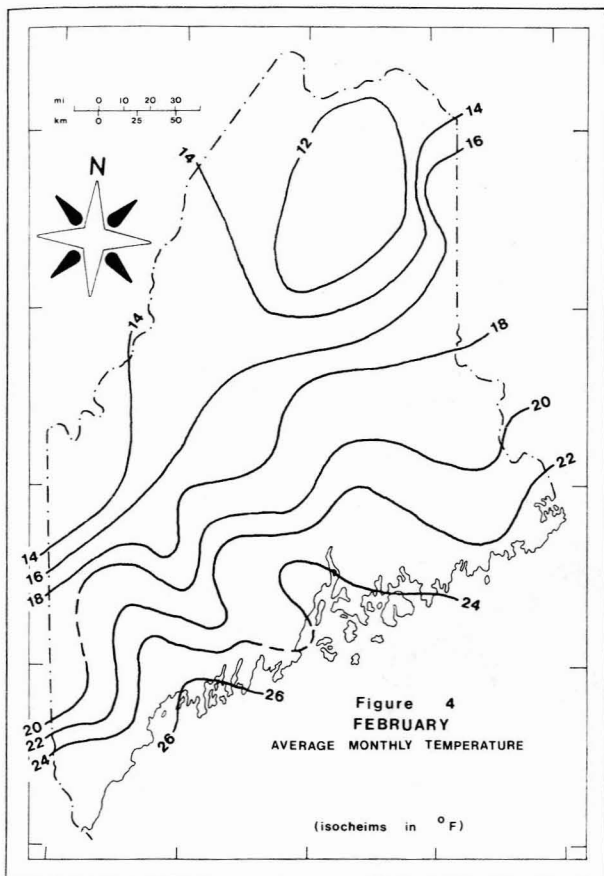 mi 0 10 20 30
km 0 25 50
N
14
12
14
16
14
18
20
22
14
16
18
24
26
20
22
24
26
Figure 4
FEBRUARY
AVERAGE MONTHLY TEMPERATURE
(isocheims in °F)